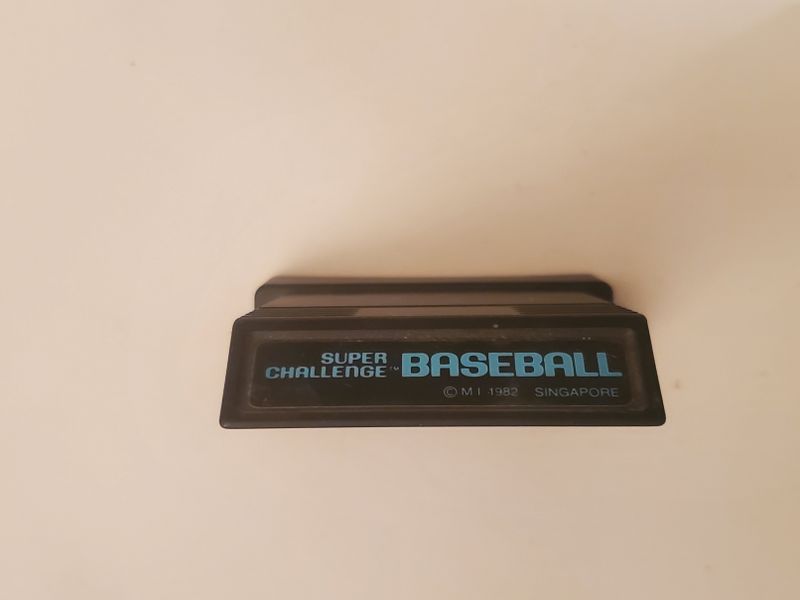 SUPER
CHALLENGE™ BASEBALL
© M I 1982 SINGAPORE